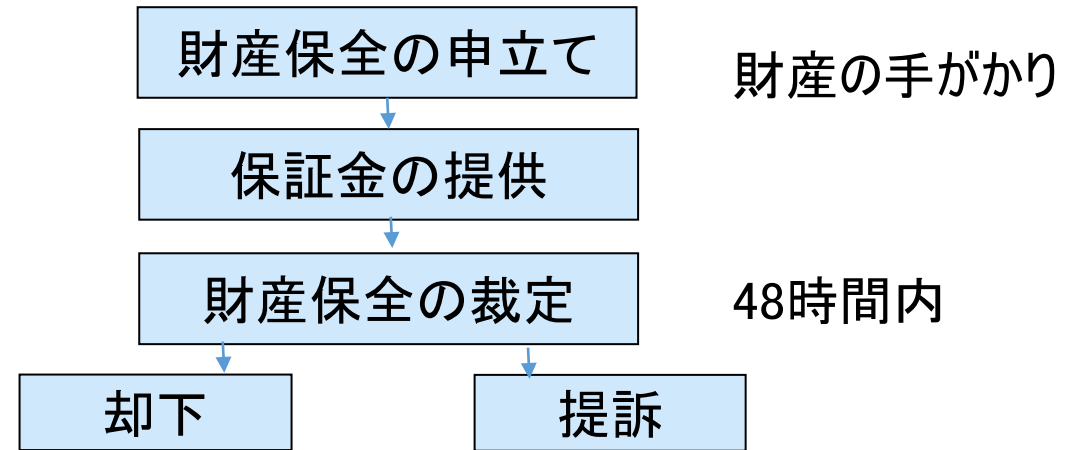 財産保全の申立て
財産の手がかり
保証金の提供
財産保全の裁定
48時間内
却下
提訴